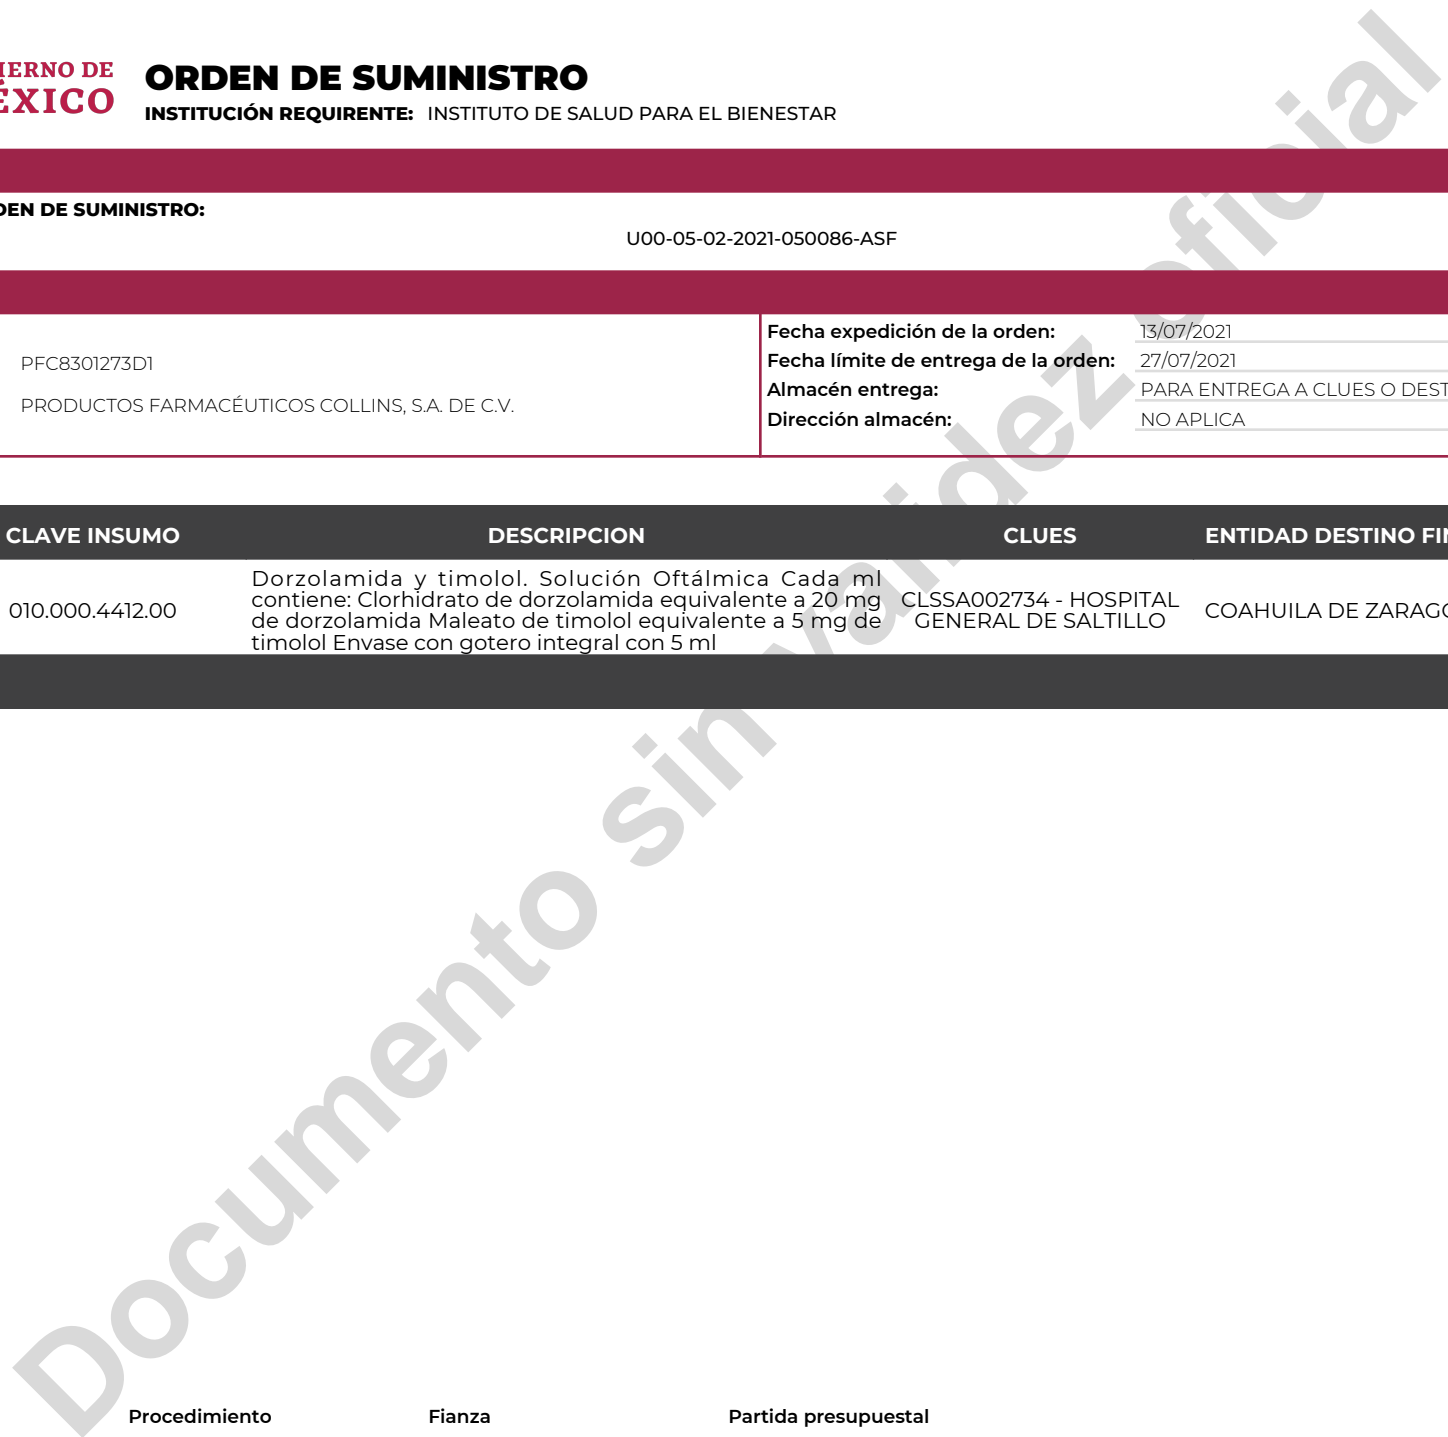 IERNO DE
ÉXICO
ORDEN DE SUMINISTRO
INSTITUCIÓN REQUIRENTE: INSTITUTO DE SALUD PARA EL BIENESTAR
DEN DE SUMINISTRO:
U00-05-02-2021-050086-ASF
PFC8301273D1
PRODUCTOS FARMACÉUTICOS COLLINS, S.A. DE C.V.
Fecha expedición de la orden: 13/07/2021
Fecha límite de entrega de la orden: 27/07/2021
Almacén entrega: PARA ENTREGA A CLUES O DEST
Dirección almacén: NO APLICA
CLAVE INSUMO DESCRIPCION CLUES ENTIDAD DESTINO FIN
010.000.4412.00
Dorzolamida y timolol. Solución Oftálmica Cada ml
contiene: Clorhidrato de dorzolamida equivalente a 20 mg
de dorzolamida Maleato de timolol equivalente a 5 mg de
timolol Envase con gotero integral con 5 ml
CLSSA002734 - HOSPITAL
GENERAL DE SALTILLO
COAHUILA DE ZARAGO
Documento sin validez oficial
Procedimiento Fianza Partida presupuestal